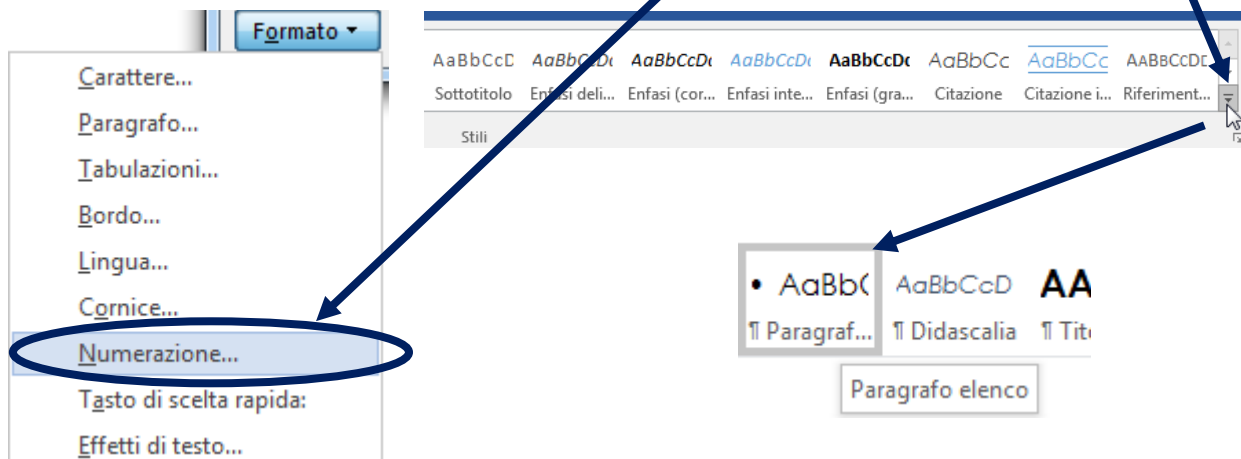 Formato
Carattere...
Paragrafo...
Tabulazioni...
Bordo...
Lingua...
Cornice...
Numerazione...
Tasto di scelta rapida:
Effetti di testo...
AaBbCcD AaBbCcDc AaBbCcDc AaBbCcDc AaBbCcDc AaBbCc AaBbCc AABBCCDE
Sottotitolo Enfasi deli... Enfasi (cor... Enfasi inte... Enfasi (gra... Citazione Citazione i... Riferiment...
Stili
• AaBb( AaBbCcD AA
¶ Paragraf... ¶ Didascalia ¶ Tit
Paragrafo elenco